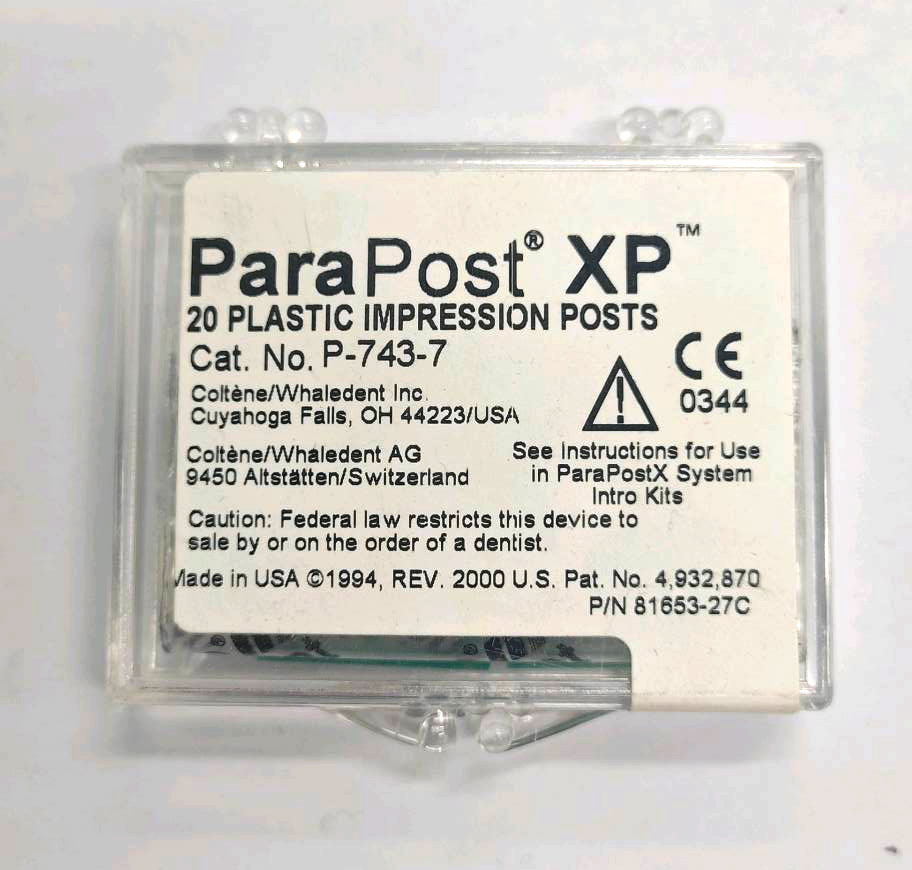 ParaPost® XP™
20 PLASTIC IMPRESSION POSTS
Cat. No. P-743-7
CE
0344
Coltène/Whaledent Inc.
Cuyahoga Falls, OH 44223/USA
Coltène/Whaledent AG
9450 Altstätten/Switzerland
See Instructions for Use
in ParaPostX System
Intro Kits
Caution: Federal law restricts this device to
sale by or on the order of a dentist.
Made in USA ©1994, REV. 2000 U.S. Pat. No. 4,932,870
P/N 81653-27C